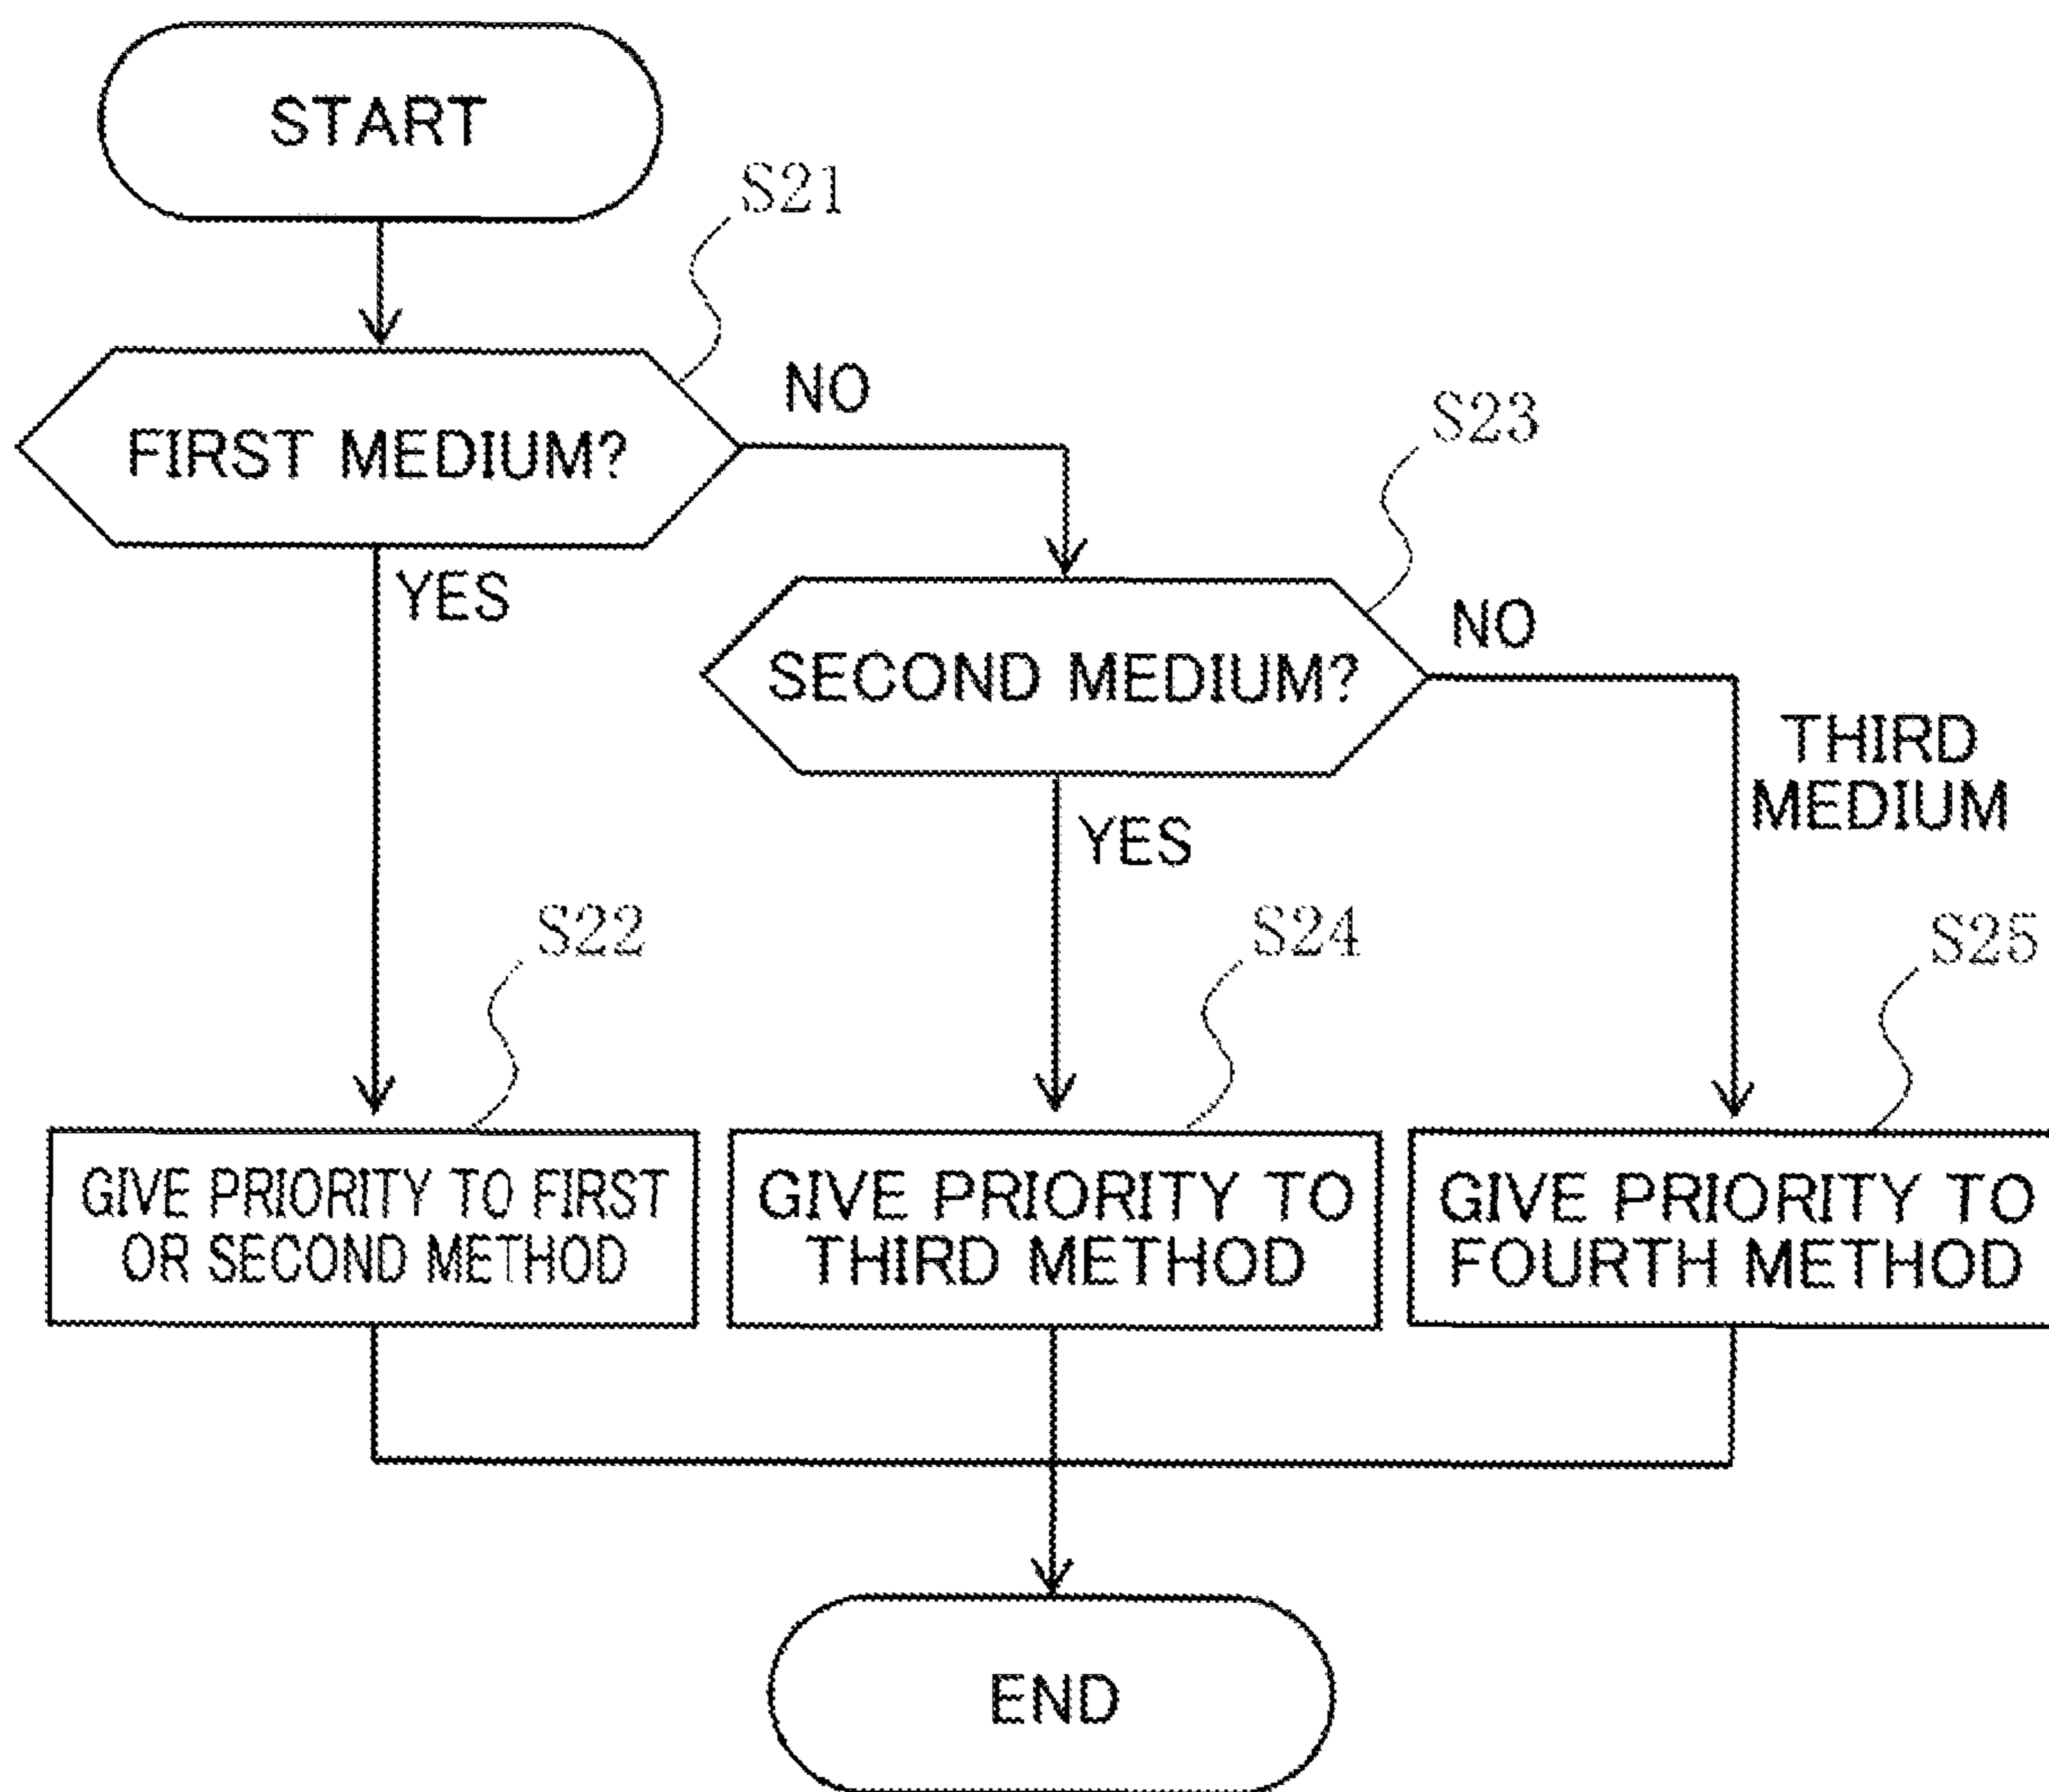 START
S21
NO
FIRST MEDIUM?
S23
YES
NO
SECOND MEDIUM?
THIRD
MEDIUM
YES
S22
S24
S25
GIVE PRIORITY TO FIRST
OR SECOND METHOD
GIVE PRIORITY TO
THIRD METHOD
GIVE PRIORITY TO
FOURTH METHOD
END